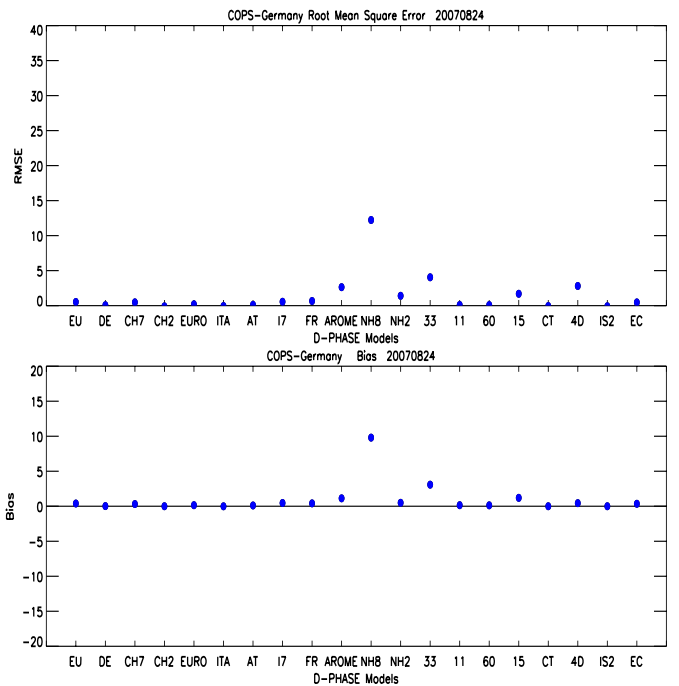 COPS-Germany Root Mean Square Error 20070824
40
35
30
25
20
15
10
5
0
RMSE
EU DE CH7 CH2 EURO ITA AT I7 FR AROME NH8 NH2 33 11 60 15 CT 4D IS2 EC
D-PHASE Models
COPS-Germany Bias 20070824
20
15
10
5
0
-5
-10
-15
-20
Bias
EU DE CH7 CH2 EURO ITA AT I7 FR AROME NH8 NH2 33 11 60 15 CT 4D IS2 EC
D-PHASE Models